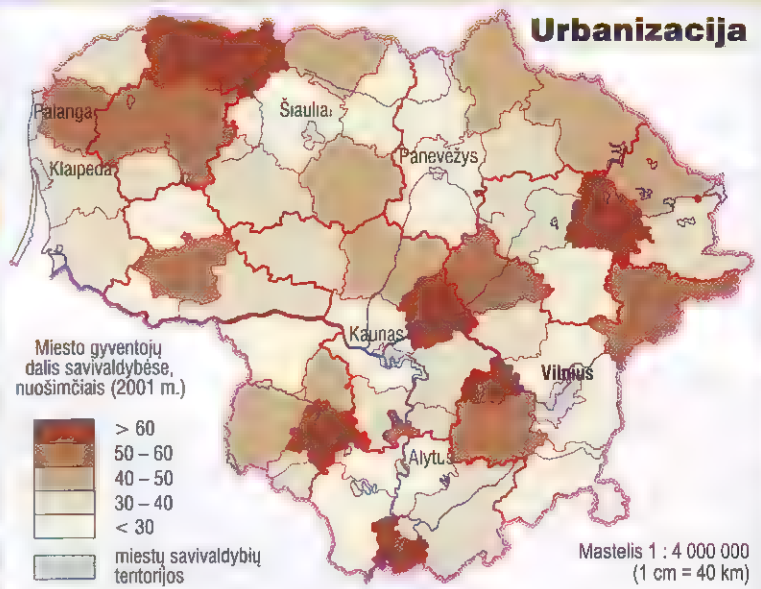 Urbanizacija
Palanga
Šiaulia
Panevėžys
Klaipėda
Kaunas
Vilnius
Alytus
Miesto gyventojų
dalis savivaldybėse,
nuošimčiais (2001 m.)
> 60
50 – 60
40 – 50
30 – 40
< 30
miestų savivaldybių
teritorijos
Mastelis 1 : 4 000 000
(1 cm = 40 km)